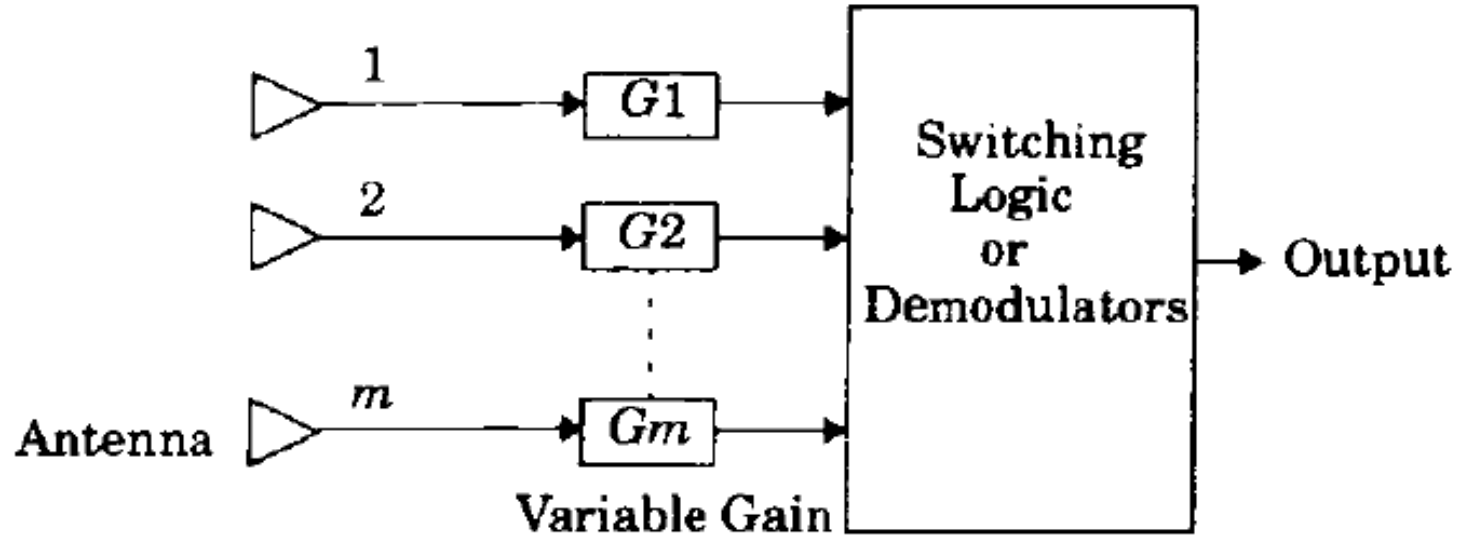 1
G1
2
G2
m
Gm
Antenna
Variable Gain
Switching
Logic
or
Demodulators
Output